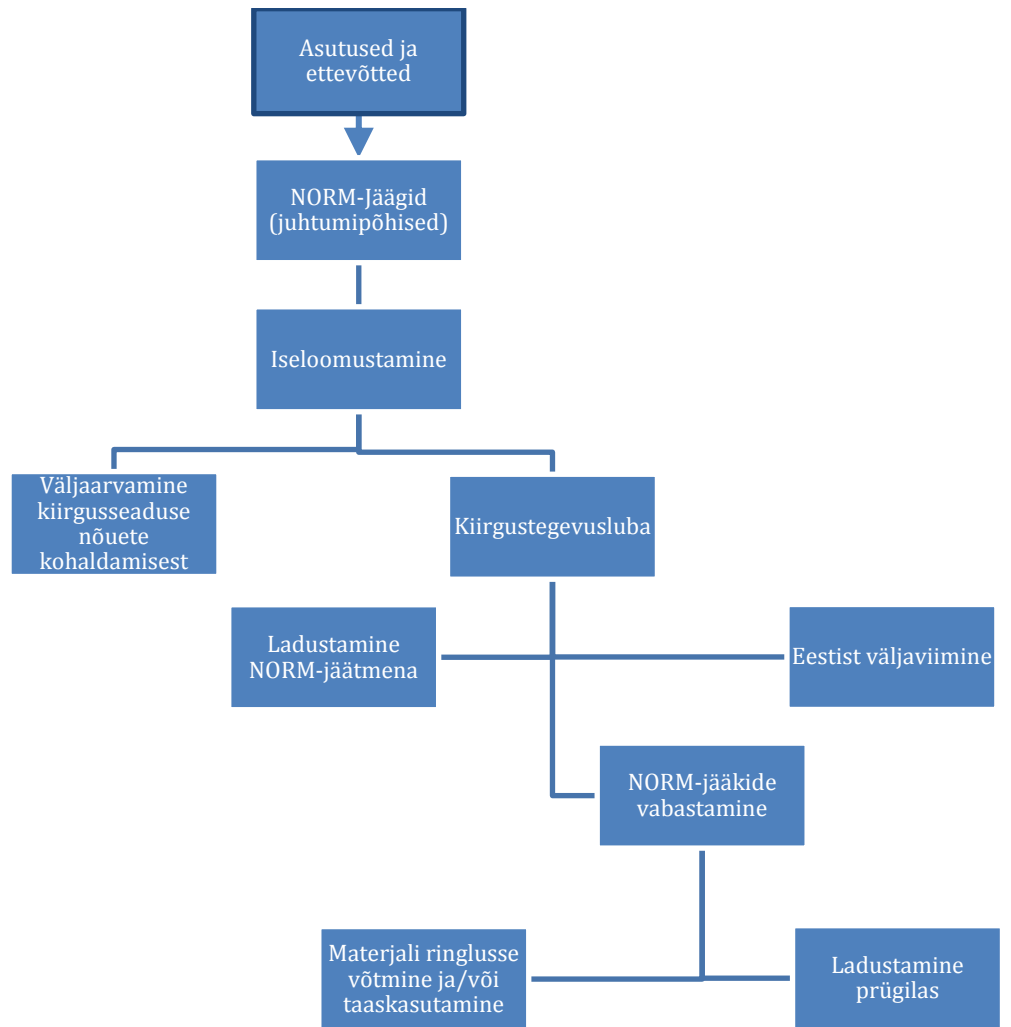 Asutused ja
ettevõtted
NORM-Jäägid
(juhtumipõhised)
Iseloomustamine
Väljaarvamine
kiirgusseaduse
nõuete
kohaldamisest
Kiirgustegevusluba
Ladustamine
NORM-jäätmena
Eestist väljaviimine
NORM-jääkide
vabastamine
Materjali ringlusse
võtmine ja/või
taaskasutamine
Ladustamine
prügilas